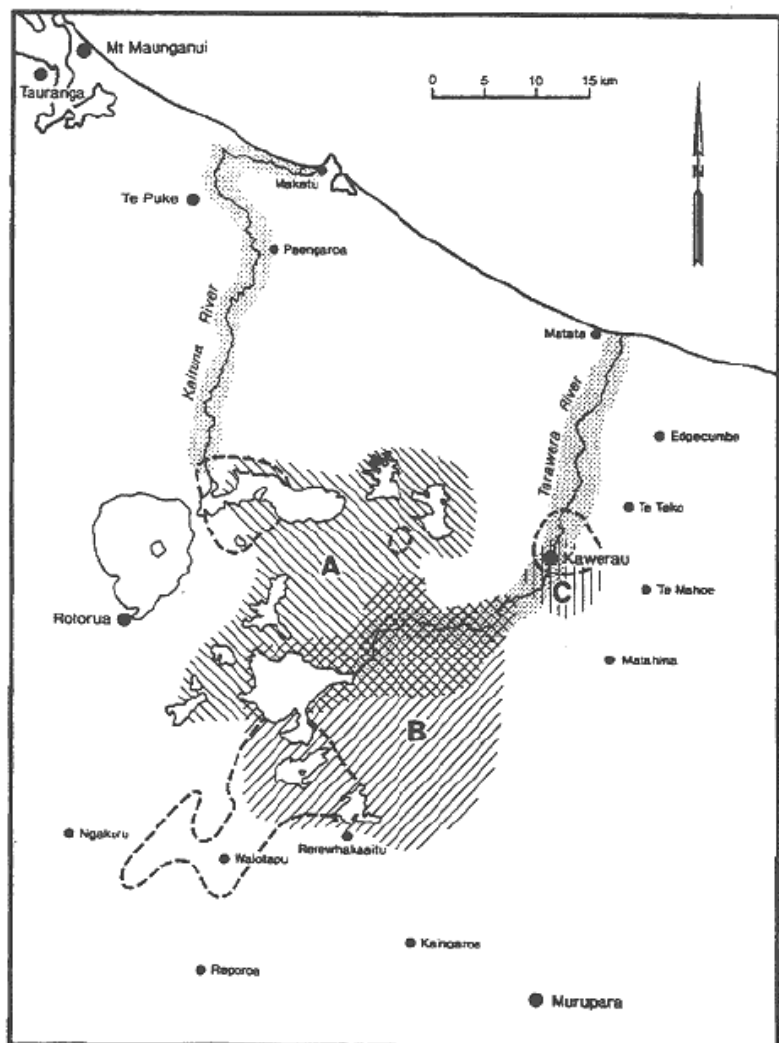 Mt Maunganui
Tauranga
0 5 10 15 km
N
Maketu
Te Puke
Paengaroa
Kaituna River
Matata
Tarawera River
Edgecumbe
Te Teko
Kawerau
A
C
Te Mahoe
Rotorua
Matahina
B
Ngakuru
Waiotapu
Rerewhakaaitu
Kaingaroa
Reporoa
Murupara